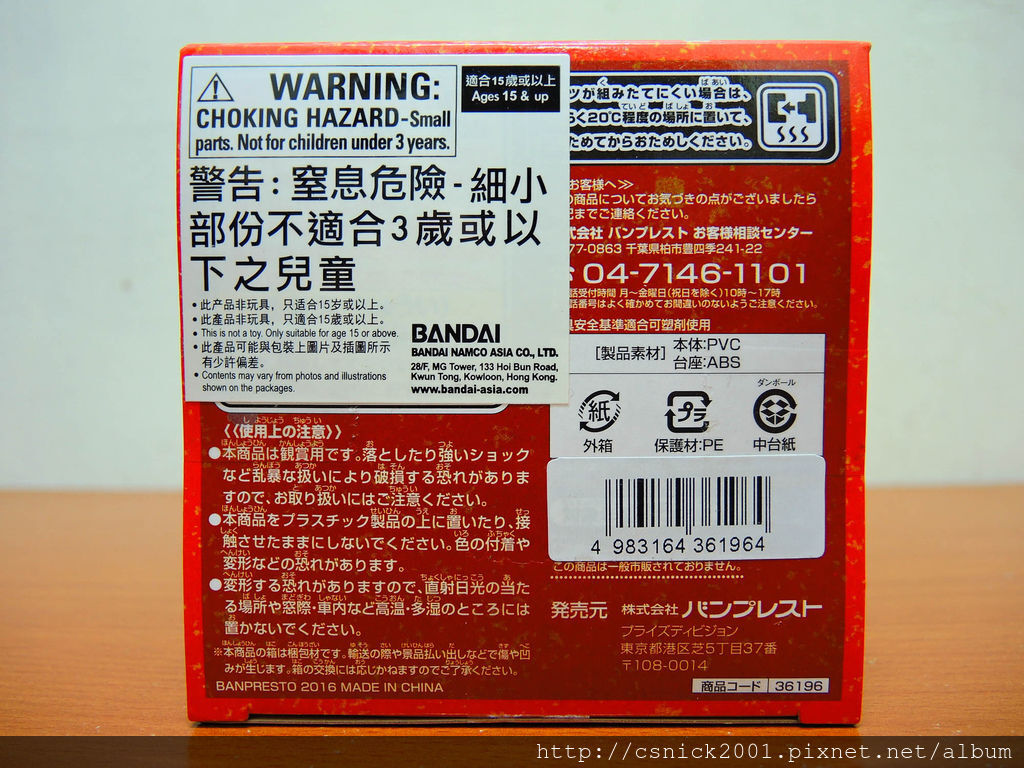 WARNING:
CHOKING HAZARD-Small
parts. Not for children under 3 years.
適合15歲或以上
Ages 15 & up
警告:窒息危險-細小
部份不適合3歲或以
下之兒童
•此产品非玩具，只适合15岁或以上。
•此產品非玩具，只適合15歲或以上。
•This is not a toy. Only suitable for age 15 or above.
•此產品可能與包裝上圖片及插圖所示
有少許偏差。
•Contents may vary from photos and illustrations
shown on the packages.
BANDAI
BANDAI NAMCO ASIA CO., LTD.
28/F, MG Tower, 133 Hoi Bun Road,
Kwun Tong, Kowloon, Hong Kong.
www.bandai-asia.com
ツが組みたてにくい場合は、
く20℃程度の場所に置いて、
ためてからおためしください。
お客様へ≫
の商品についてお気づきの点がございましたら
記までご連絡ください。
式会社 バンプレスト お客様相談センター
77-0863 千葉県柏市豊四季241-22
04-7146-1101
話受付時間 月〜金曜日(祝日を除く)10時〜17時
話番号はよく確かめてお間違いのないようご注意ください。
安全基準適合可塑剤使用
[製品素材] 本体:PVC
台座:ABS
紙
外箱
プラ
保護材:PE
ダンボール
中台紙
4 983164 361964
この商品は一般市販されておりません。
発売元 株式会社 バンプレスト
プライズディビジョン
東京都港区芝5丁目37番
〒108-0014
商品コード 36196
《使用上の注意》
●本商品は観賞用です。落としたり強いショック
など乱暴な扱いにより破損する恐れがありま
すので、お取り扱いにはご注意ください。
●本商品をプラスチック製品の上に置いたり、接
触させたままにしないでください。色の付着や
変形などの恐れがあります。
●変形する恐れがありますので、直射日光の当た
る場所や窓際・車内など高温・多湿のところには
置かないでください。
※本商品の箱は梱包材です。輸送の際や景品払い出しなどで傷や凹
みが生じます。箱の交換には応じかねますのでご了承ください。
BANPRESTO 2016 MADE IN CHINA
http://csnick2001.pixnet.net/album